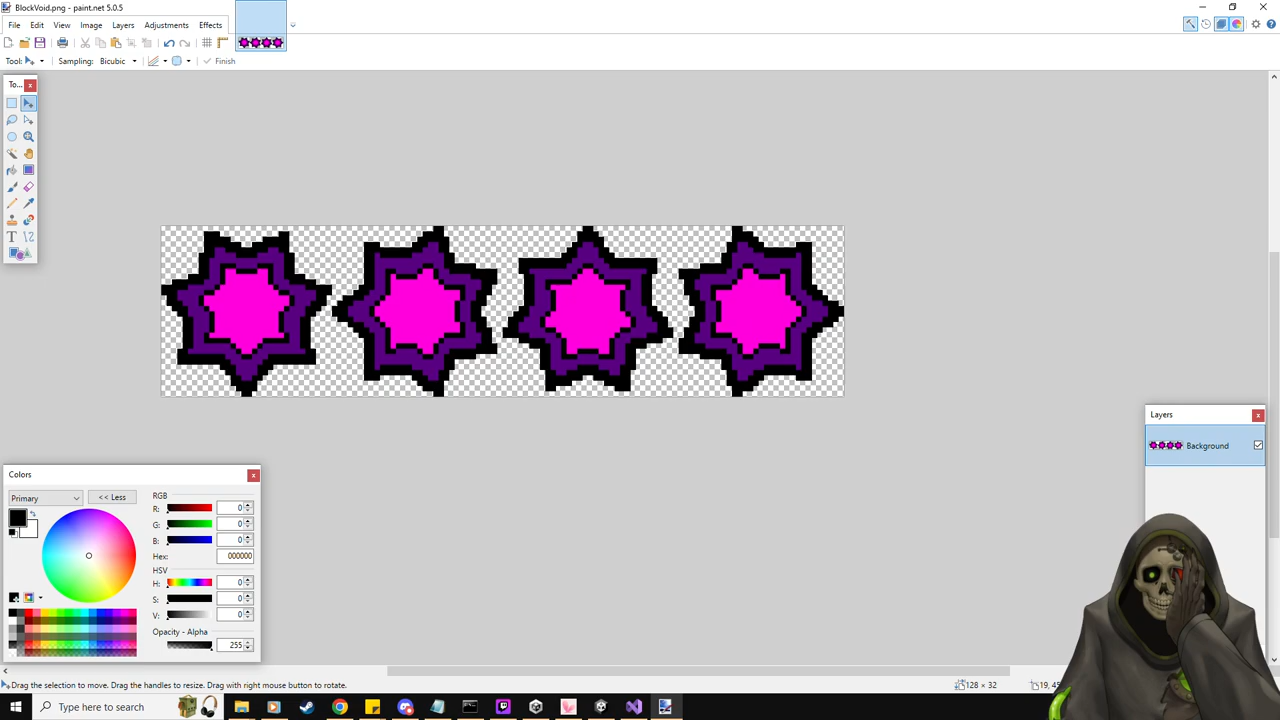 BlockVoid.png - paint.net 5.0.5
File Edit View Image Layers Adjustments Effects
Tool: Sampling: Bicubic Finish
To...
Layers
Background
Colors
Primary
<< Less
RGB
R: 0
G: 0
B: 0
Hex: 000000
HSV
H: 0
S: 0
V: 0
Opacity - Alpha
255
Drag the selection to move. Drag the handles to resize. Drag with right mouse button to rotate.
128 × 32
Type here to search